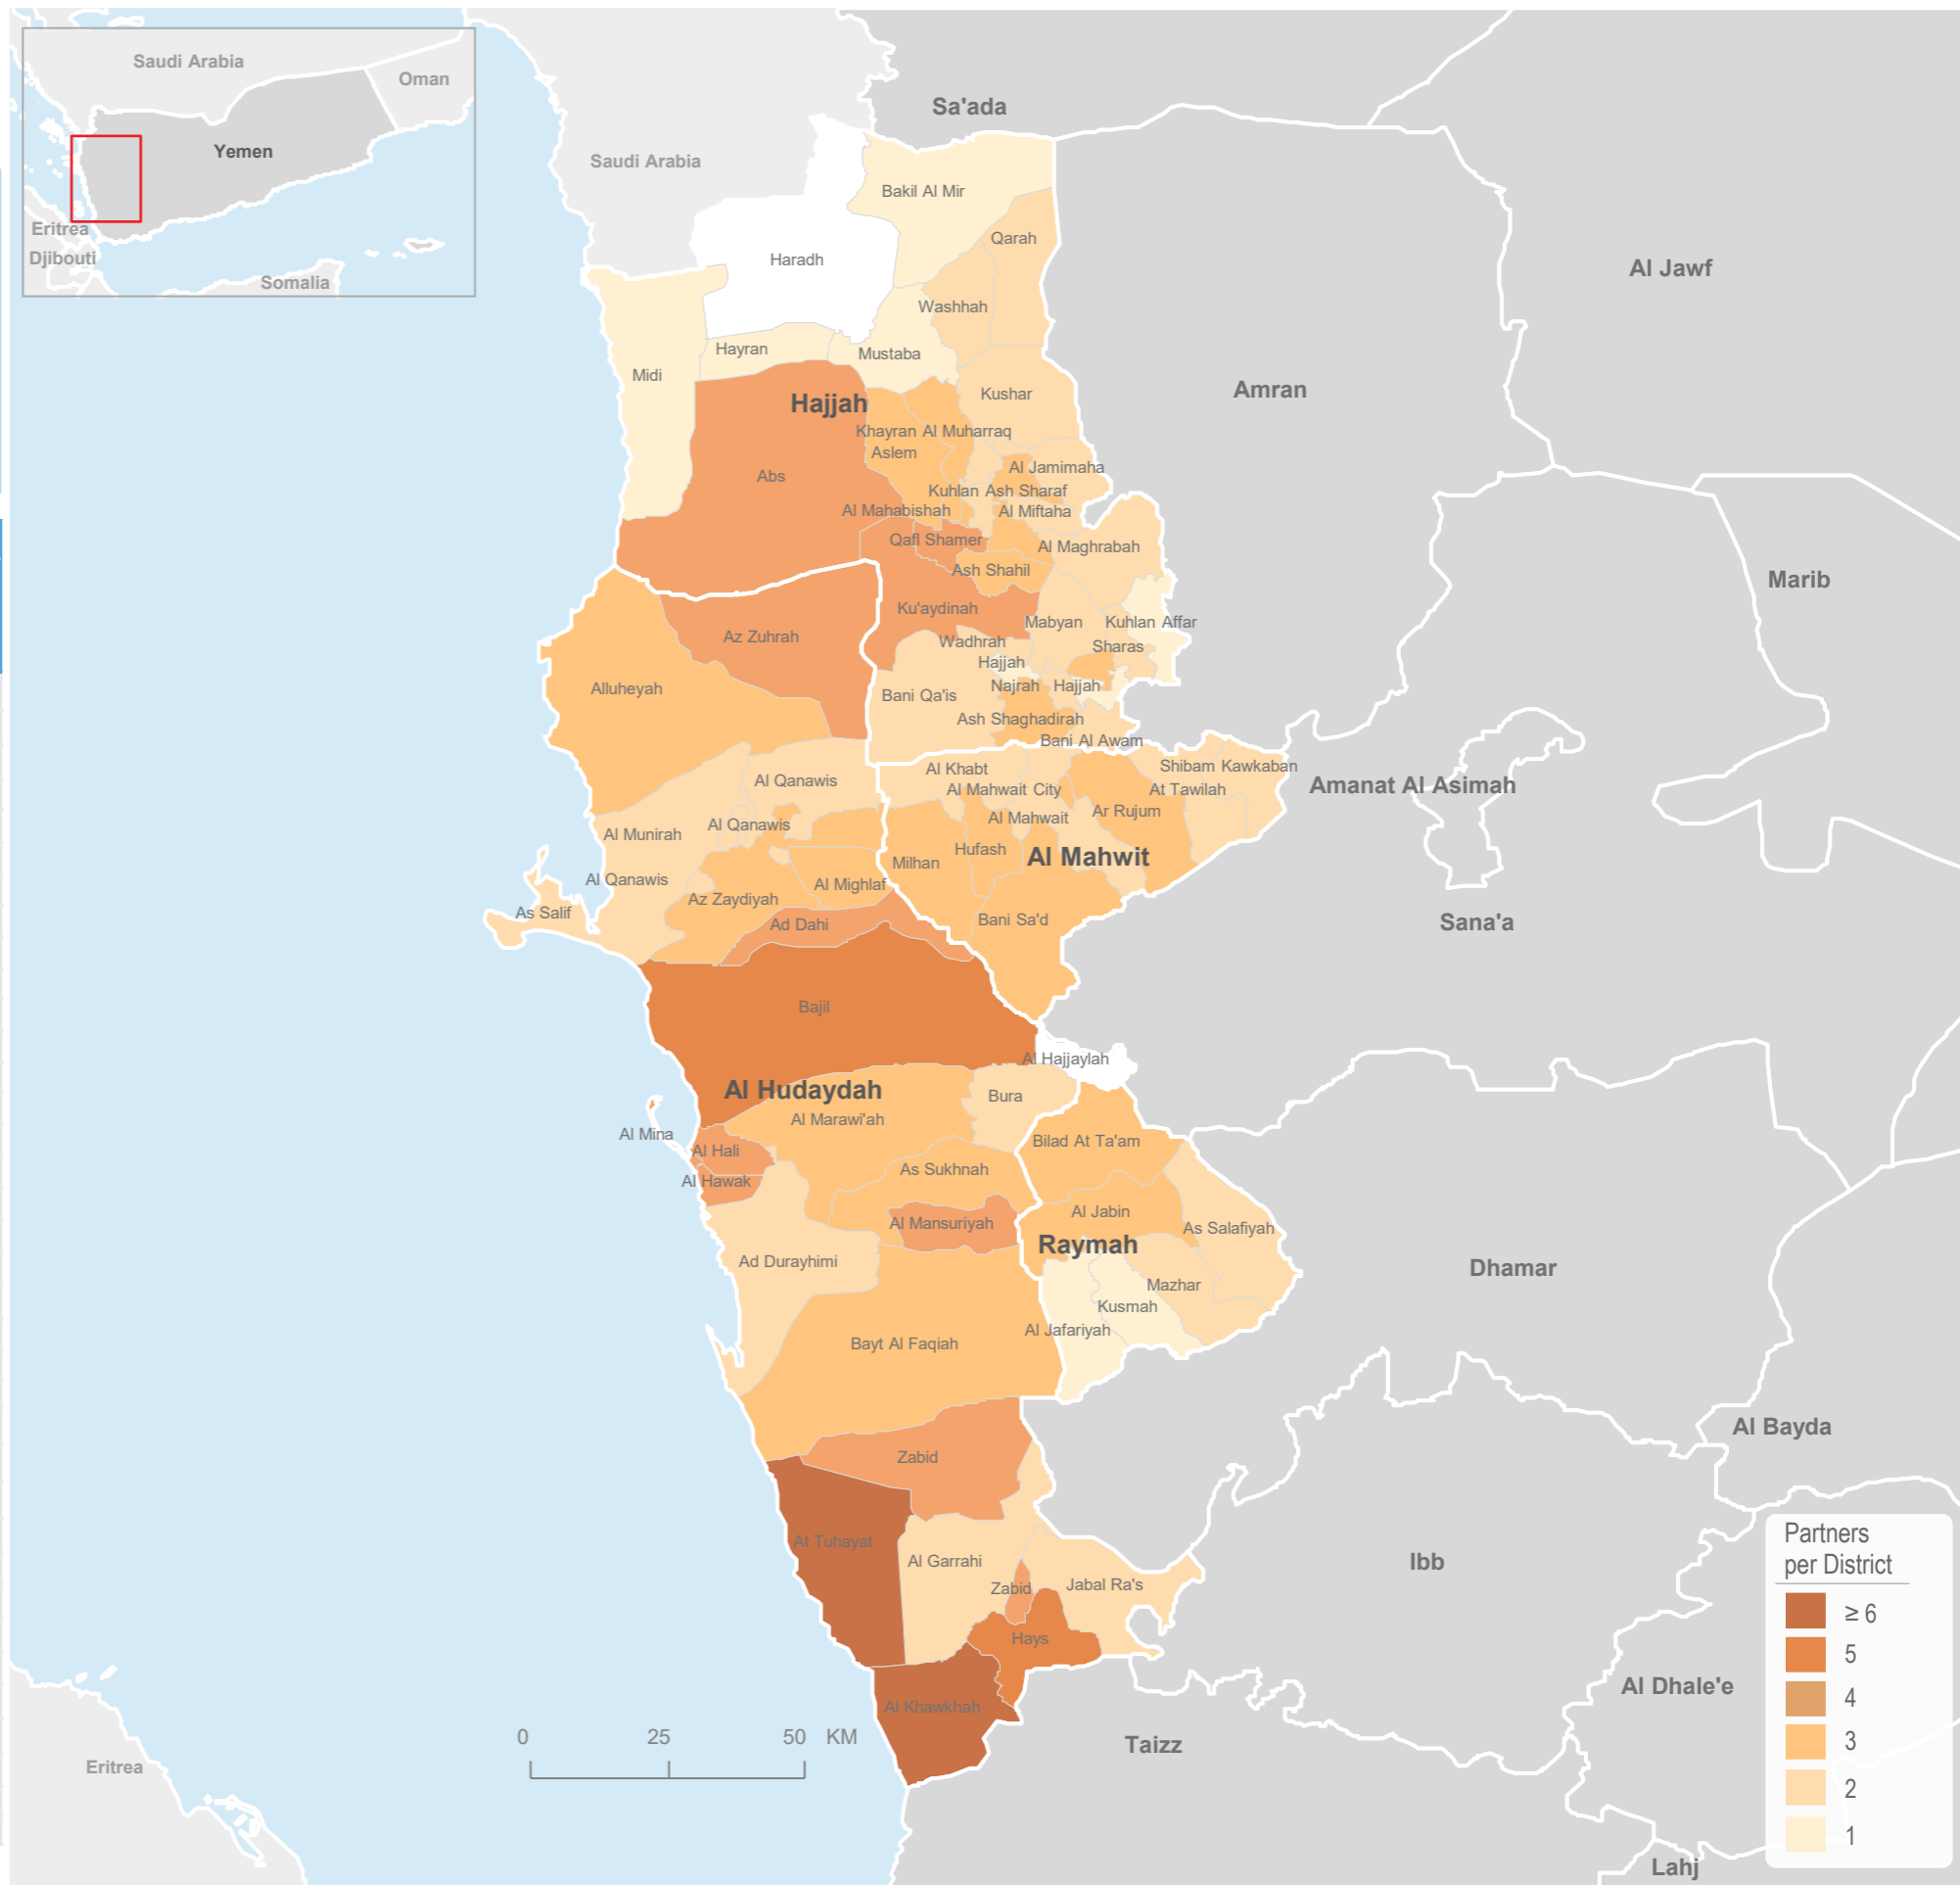 Saudi Arabia
Oman
Yemen
Eritrea
Djibouti
Somalia
Sa'ada
Saudi Arabia
Bakil Al Mir
Qarah
Haradh
Al Jawf
Washhah
Hayran
Mustaba
Midi
Kushar
Amran
Hajjah
Khayran
Al Muharraq
Aslem
Al Jamimaha
Abs
Kuhlan
Ash Sharaf
Al Mahabishah
Al Miftaha
Qafl Shamer
Al Maghrabah
Ash Shahil
Marib
Ku'aydinah
Mabyan
Kuhlan Affar
Az Zuhrah
Wadhrah
Sharas
Hajjah
Alluheyah
Bani Qa'is
Najrah
Hajjah
Ash Shaghadirah
Bani Al Awam
Al Khabt
Shibam Kawkaban
Al Qanawis
Al Mahwait City
At Tawilah
Amanat Al Asimah
Ar Rujum
Al Munirah
Al Qanawis
Al Mahwait
Hufash
Milhan
Al Mahwit
Al Qanawis
Al Mighlaf
Az Zaydiyah
As Salif
Ad Dahi
Bani Sa'd
Sana'a
Bajil
Al Hajjaylah
Al Hudaydah
Bura
Al Marawi'ah
Al Mina
Bilad At Ta'am
Al Hali
As Sukhnah
Al Hawak
Al Jabin
Al Mansuriyah
As Salafiyah
Raymah
Ad Durayhimi
Dhamar
Mazhar
Kusmah
Al Jafariyah
Bayt Al Faqiah
Al Bayda
Zabid
At Tuhayat
Al Garrahi
Ibb
Zabid
Jabal Ra's
Hays
Al Dhale'e
Al Khawkhah
Taizz
0 25 50 KM
Eritrea
Lahj
Partners
per District
≥ 6
5
4
3
2
1